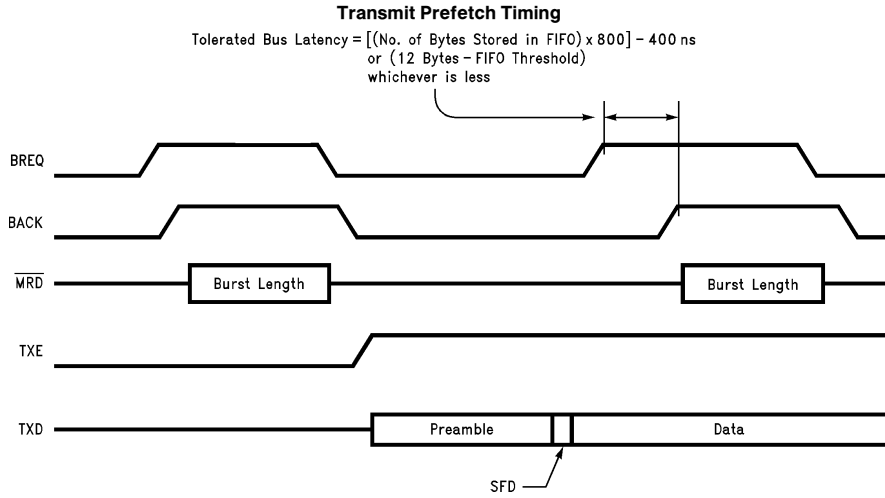 Transmit Prefetch Timing
Tolerated Bus Latency = [(No. of Bytes Stored in FIFO) x 800] – 400 ns
or (12 Bytes – FIFO Threshold)
whichever is less
BREQ
BACK
MRD
Burst Length
Burst Length
TXE
TXD
Preamble
Data
SFD